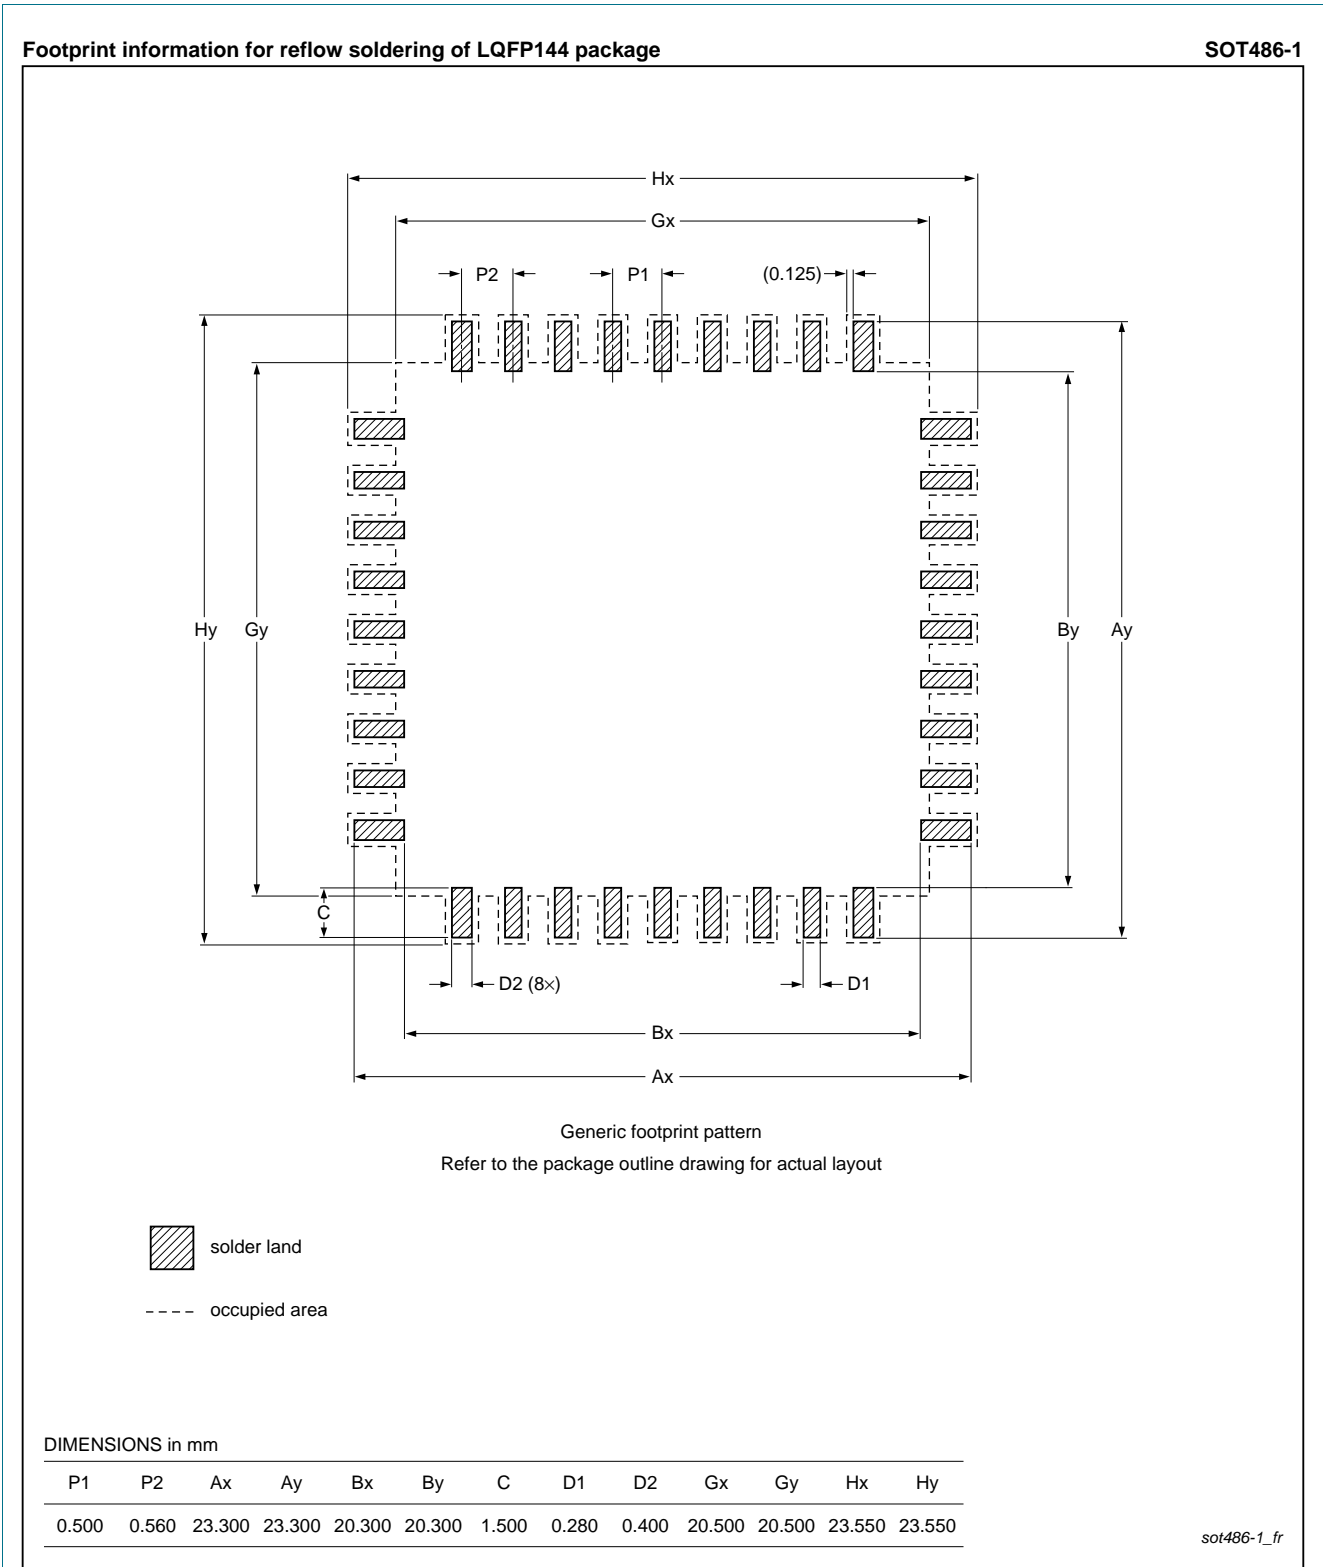 Footprint information for reflow soldering of LQFP144 package SOT486-1
Hx
Gx
P2 P1 (0.125)
Hy Gy By Ay
C
D2 (8×) D1
Bx
Ax
Generic footprint pattern
Refer to the package outline drawing for actual layout
solder land
occupied area
DIMENSIONS in mm
P1 P2 Ax Ay Bx By C D1 D2 Gx Gy Hx Hy
0.500 0.560 23.300 23.300 20.300 20.300 1.500 0.280 0.400 20.500 20.500 23.550 23.550
sot486-1_fr